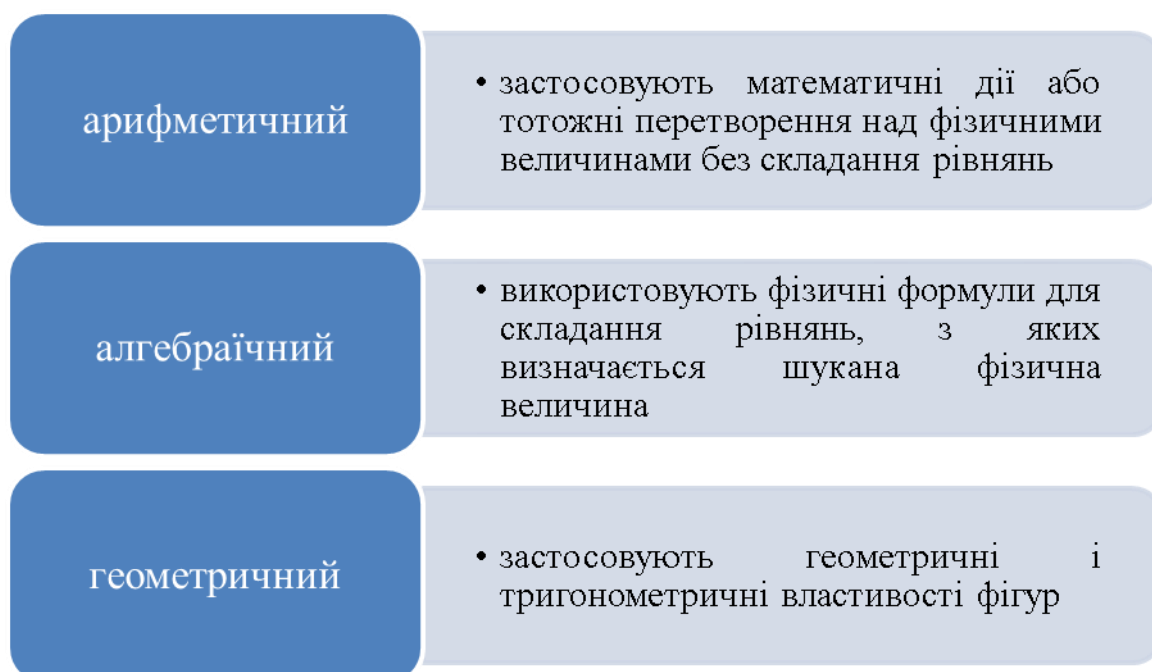 арифметичний
• застосовують математичні дії або
тотожні перетворення над фізичними
величинами без складання рівнянь
алгебраїчний
• використовують фізичні формули для
складання рівнянь, з яких
визначається шукана фізична
величина
геометричний
• застосовують геометричні і
тригонометричні властивості фігур